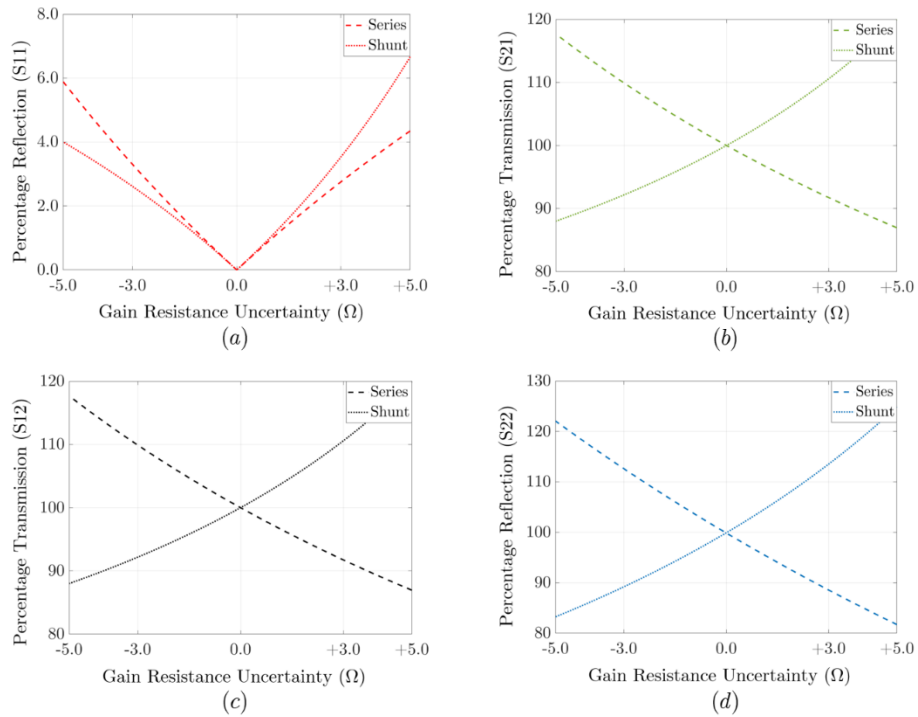 8.0
6.0
4.0
2.0
0.0
Percentage Reflection (S11)
Series
Shunt
-5.0 -3.0 0.0 +3.0 +5.0
Gain Resistance Uncertainty (Ω)
(a)
120
110
100
90
80
Percentage Transmission (S21)
Series
Shunt
-5.0 -3.0 0.0 +3.0 +5.0
Gain Resistance Uncertainty (Ω)
(b)
120
110
100
90
80
Percentage Transmission (S12)
Series
Shunt
-5.0 -3.0 0.0 +3.0 +5.0
Gain Resistance Uncertainty (Ω)
(c)
130
120
110
100
90
80
Percentage Reflection (S22)
Series
Shunt
-5.0 -3.0 0.0 +3.0 +5.0
Gain Resistance Uncertainty (Ω)
(d)